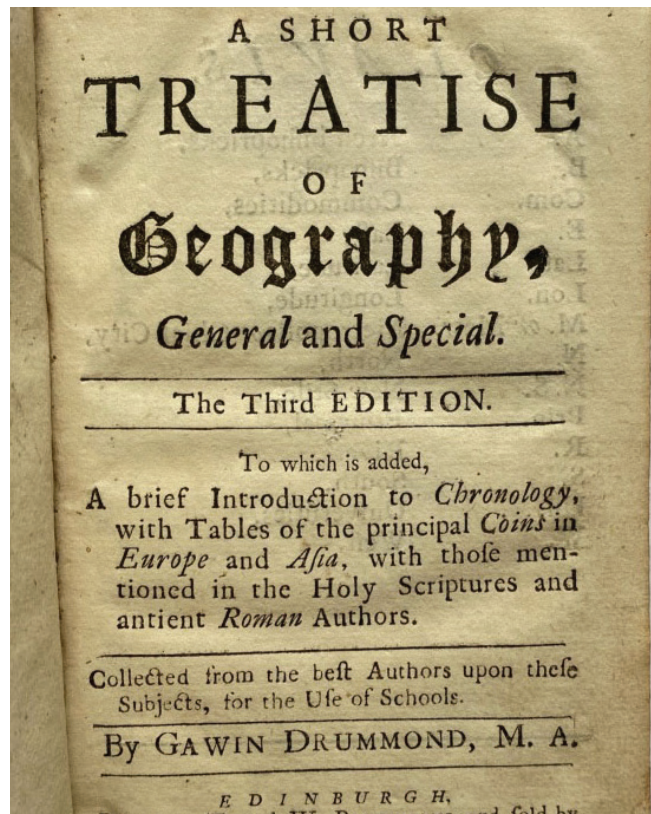 A SHORT
TREATISE
OF
Geography,
General and Special.
The Third EDITION.
To which is added,
A brief Introduction to Chronology,
with Tables of the principal Coins in
Europe and Aſia, with thoſe men-
tioned in the Holy Scriptures and
antient Roman Authors.
Collected from the beſt Authors upon theſe
Subjects, for the Uſe of Schools.
By GAWIN DRUMMOND, M. A.
EDINBURGH,